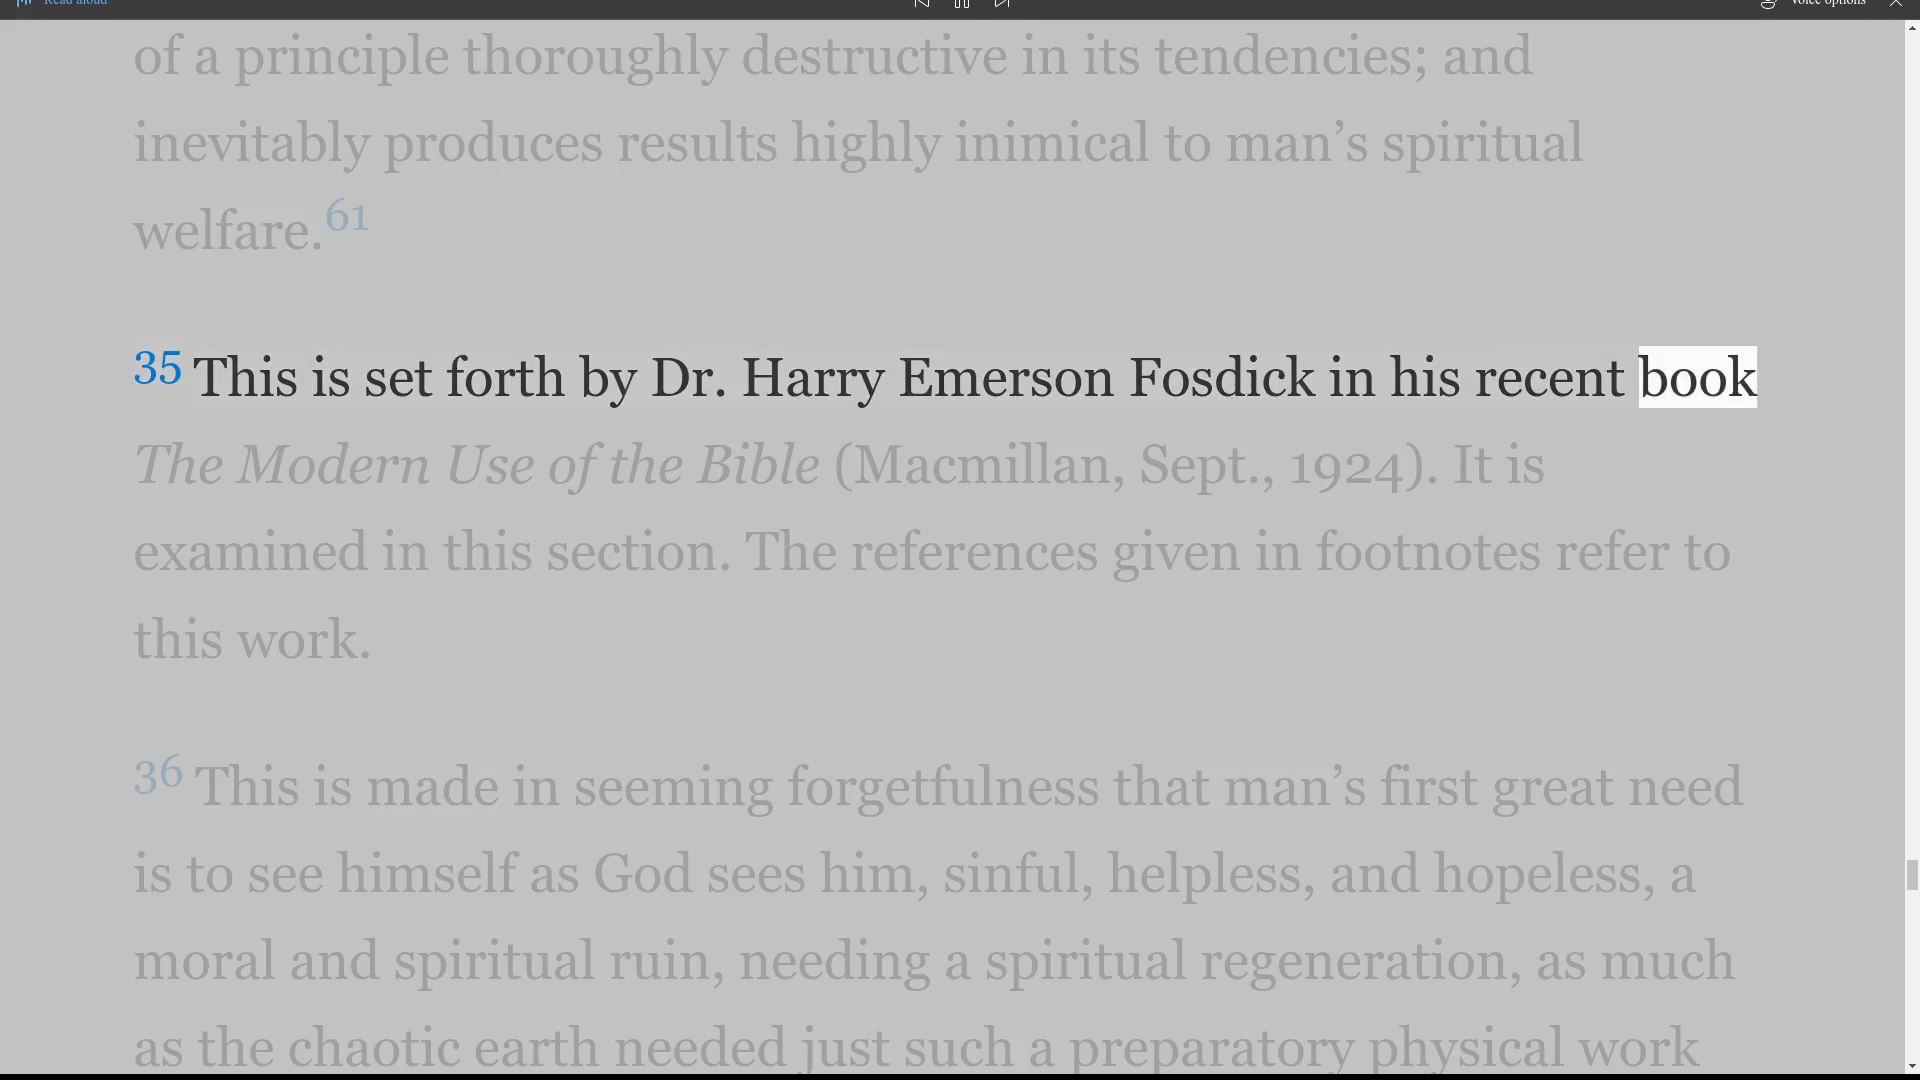 Read aloud
Voice options
of a principle thoroughly destructive in its tendencies; and
inevitably produces results highly inimical to man’s spiritual
welfare.61
35 This is set forth by Dr. Harry Emerson Fosdick in his recent book
The Modern Use of the Bible (Macmillan, Sept., 1924). It is
examined in this section. The references given in footnotes refer to
this work.
36 This is made in seeming forgetfulness that man’s first great need
is to see himself as God sees him, sinful, helpless, and hopeless, a
moral and spiritual ruin, needing a spiritual regeneration, as much
as the chaotic earth needed just such a preparatory physical work